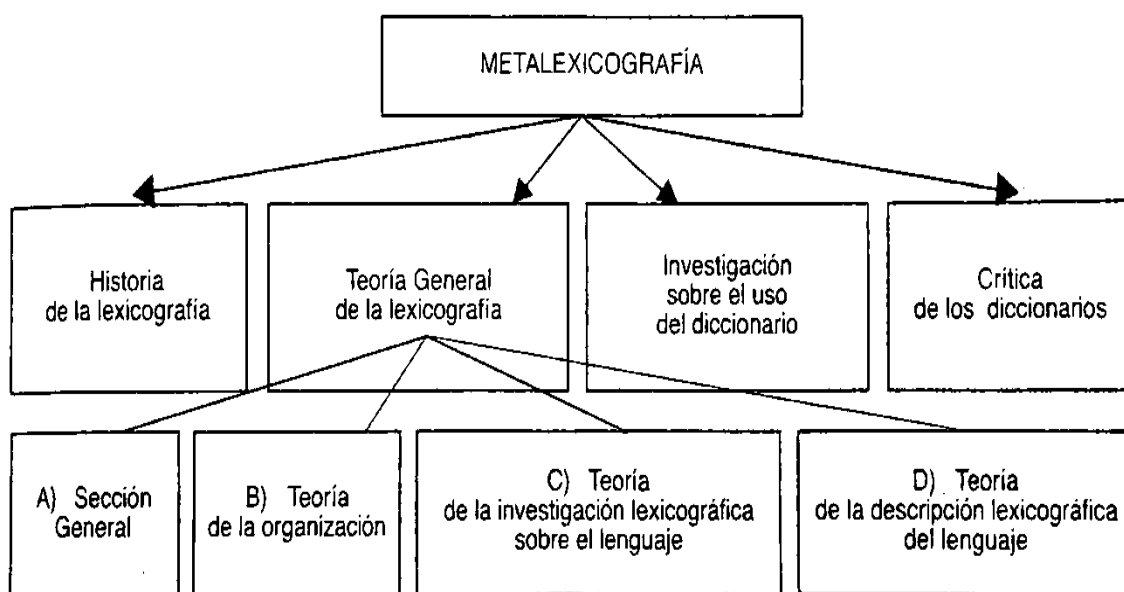 METALEXICOGRAFÍA
Historia
de la lexicografía
Teoría General
de la lexicografía
Investigación
sobre el uso
del diccionario
Crítica
de los diccionarios
A) Sección
General
B) Teoría
de la organización
C) Teoría
de la investigación lexicográfica
sobre el lenguaje
D) Teoría
de la descripción lexicográfica
del lenguaje